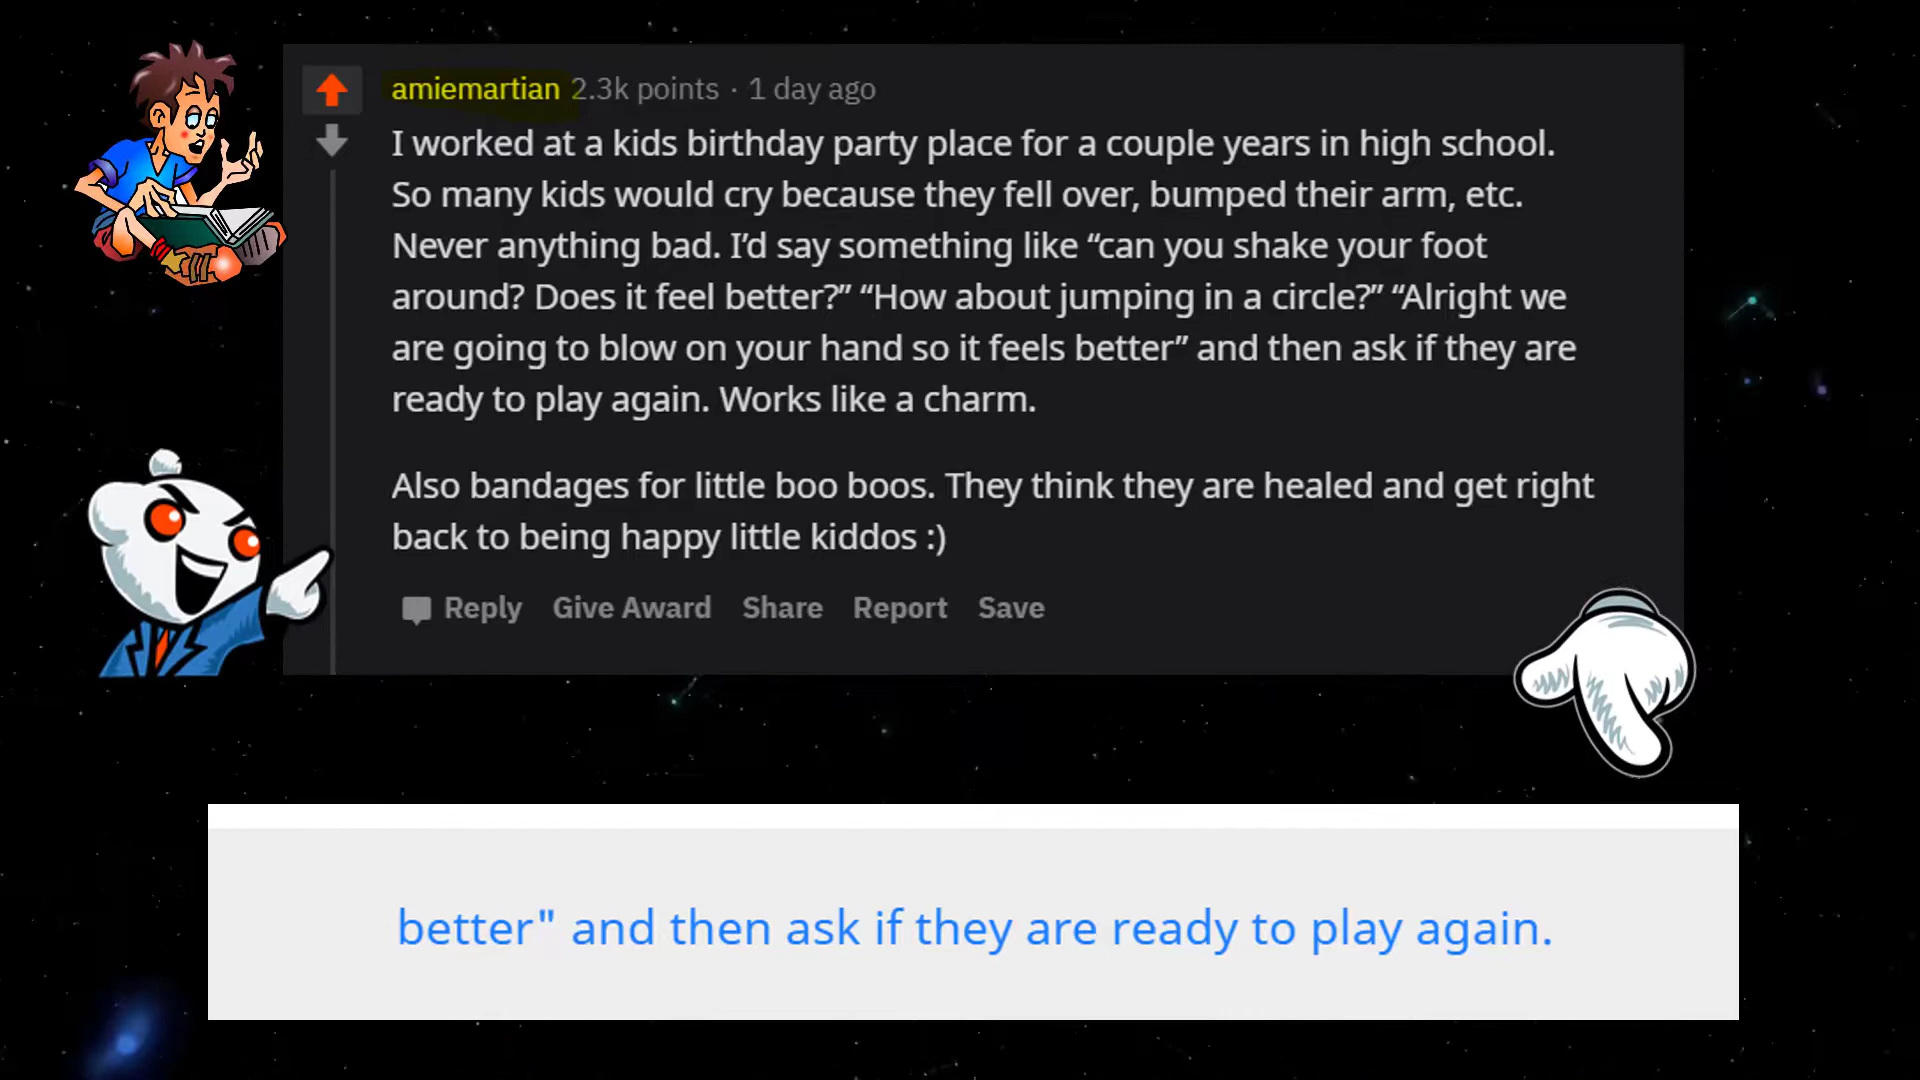 amiemartian 2.3k points · 1 day ago
I worked at a kids birthday party place for a couple years in high school.
So many kids would cry because they fell over, bumped their arm, etc.
Never anything bad. I’d say something like “can you shake your foot
around? Does it feel better?” “How about jumping in a circle?” “Alright we
are going to blow on your hand so it feels better” and then ask if they are
ready to play again. Works like a charm.
Also bandages for little boo boos. They think they are healed and get right
back to being happy little kiddos :)
Reply Give Award Share Report Save
better" and then ask if they are ready to play again.